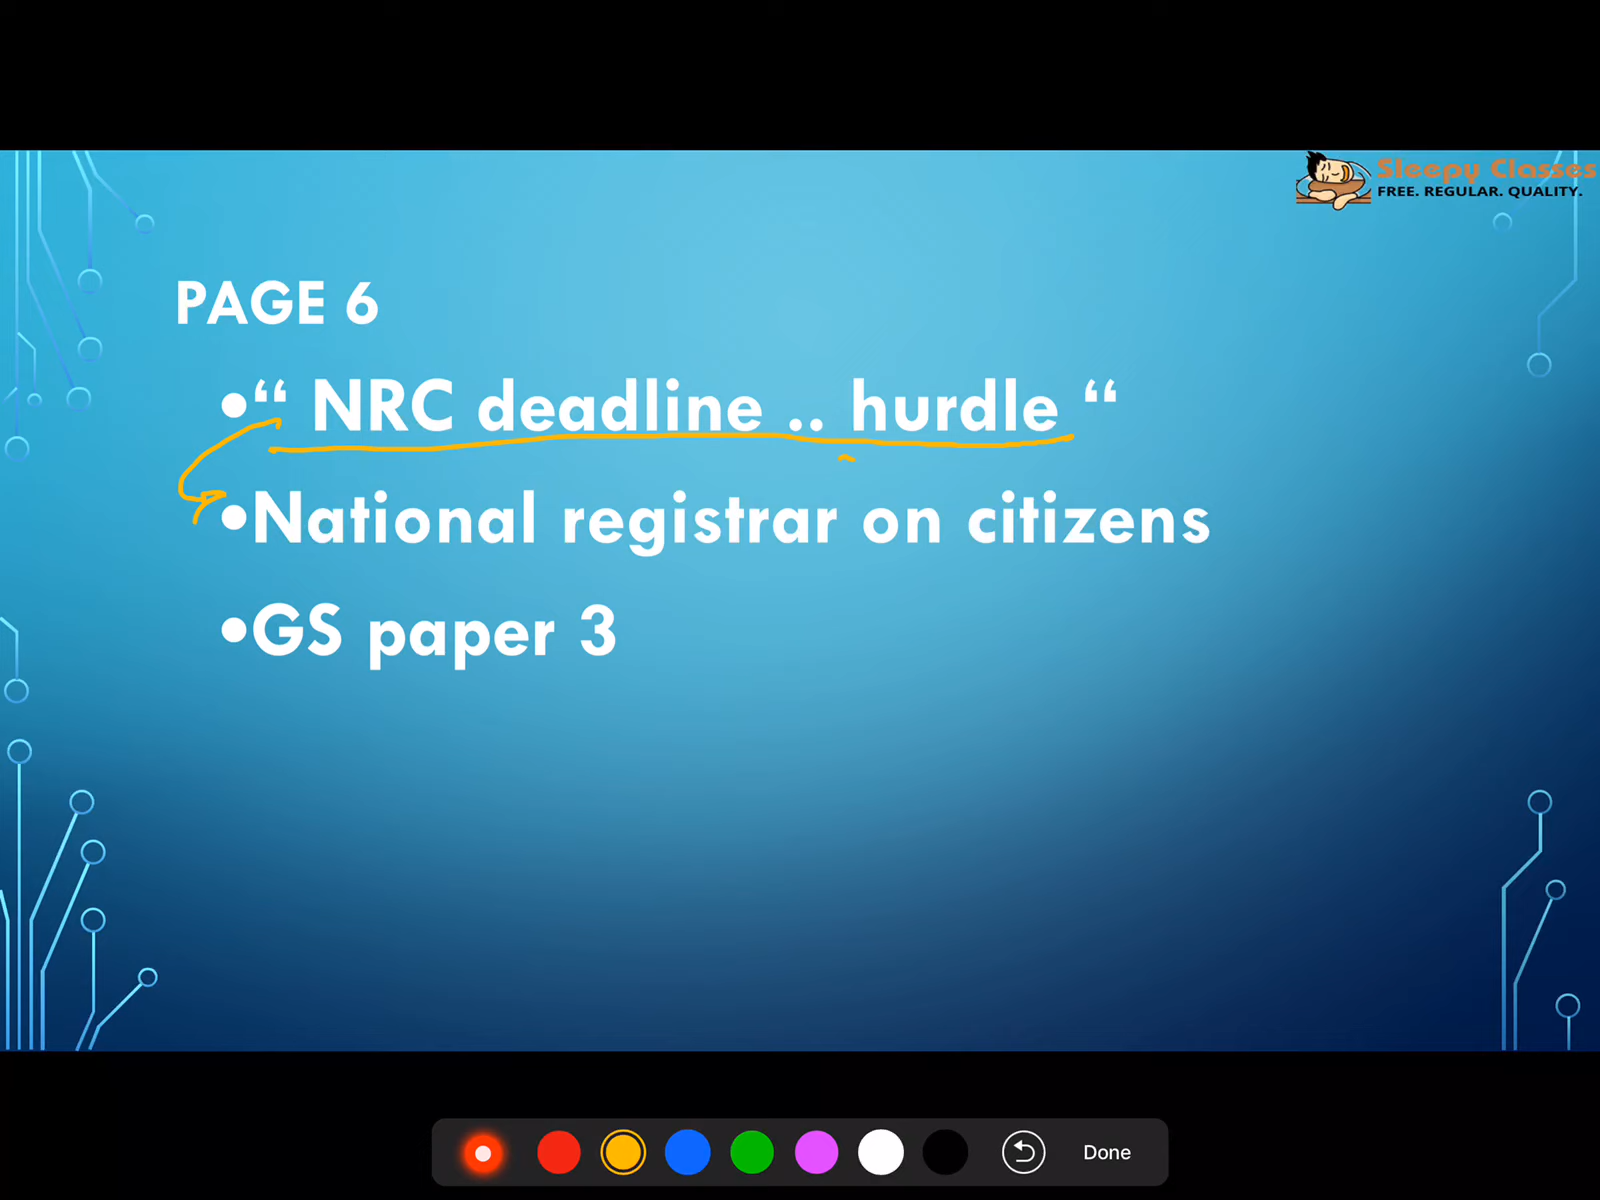 Sleepy Classes
FREE. REGULAR. QUALITY.
PAGE 6
•“ NRC deadline .. hurdle “
•National registrar on citizens
•GS paper 3
Done